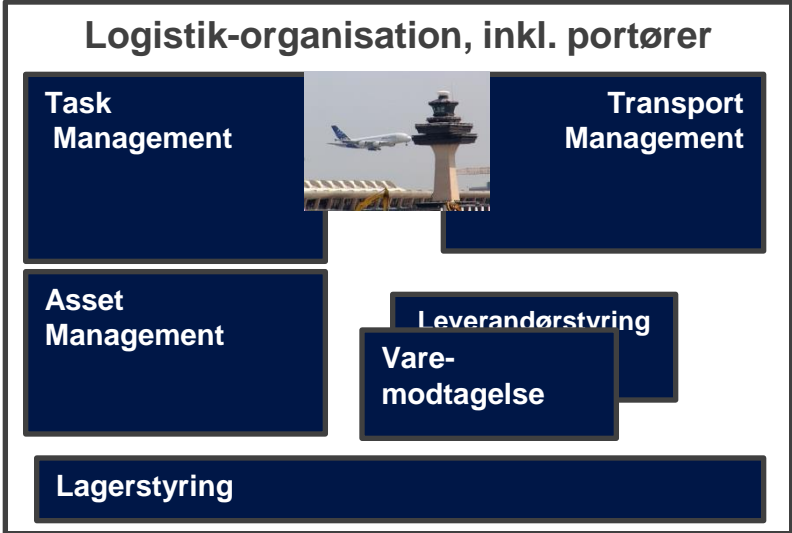 Logistik-organisation, inkl. portører
Task
Management
Transport
Management
Asset
Management
Leverandørstyring
Vare-
modtagelse
Lagerstyring